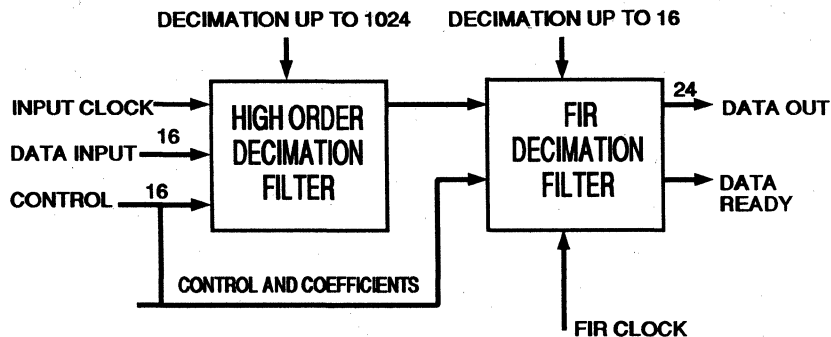 DECIMATION UP TO 1024
DECIMATION UP TO 16
INPUT CLOCK
DATA INPUT
16
CONTROL
16
HIGH ORDER
DECIMATION
FILTER
FIR
DECIMATION
FILTER
24
DATA OUT
DATA
READY
CONTROL AND COEFFICIENTS
FIR CLOCK